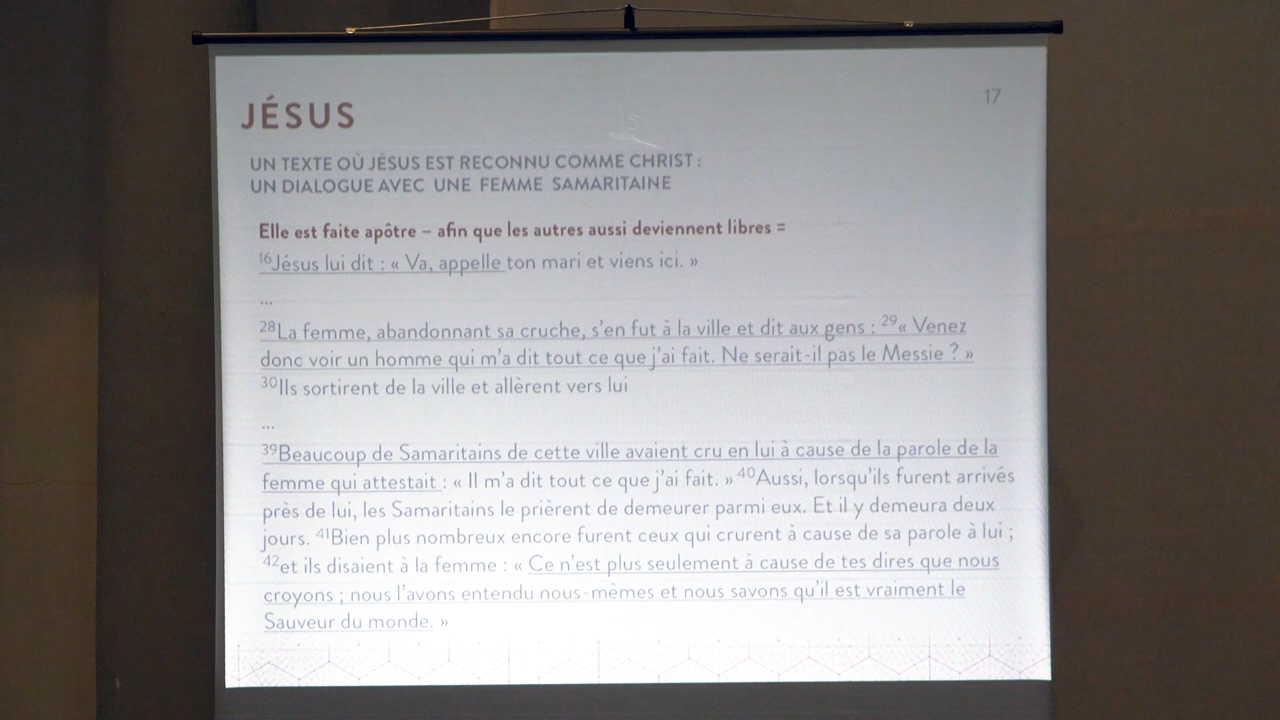 17
JÉSUS
UN TEXTE OÙ JÉSUS EST RECONNU COMME CHRIST :
UN DIALOGUE AVEC UNE FEMME SAMARITAINE
Elle est faite apôtre – afin que les autres aussi deviennent libres =
¹⁶Jésus lui dit : « Va, appelle ton mari et viens ici. »
...
²⁸La femme, abandonnant sa cruche, s'en fut à la ville et dit aux gens : ²⁹« Venez
donc voir un homme qui m'a dit tout ce que j'ai fait. Ne serait-il pas le Messie ? »
³⁰Ils sortirent de la ville et allèrent vers lui
...
³⁹Beaucoup de Samaritains de cette ville avaient cru en lui à cause de la parole de la
femme qui attestait : « Il m'a dit tout ce que j'ai fait. » ⁴⁰Aussi, lorsqu'ils furent arrivés
près de lui, les Samaritains le prièrent de demeurer parmi eux. Et il y demeura deux
jours. ⁴¹Bien plus nombreux encore furent ceux qui crurent à cause de sa parole à lui ;
⁴²et ils disaient à la femme : « Ce n'est plus seulement à cause de tes dires que nous
croyons ; nous l'avons entendu nous-mêmes et nous savons qu'il est vraiment le
Sauveur du monde. »